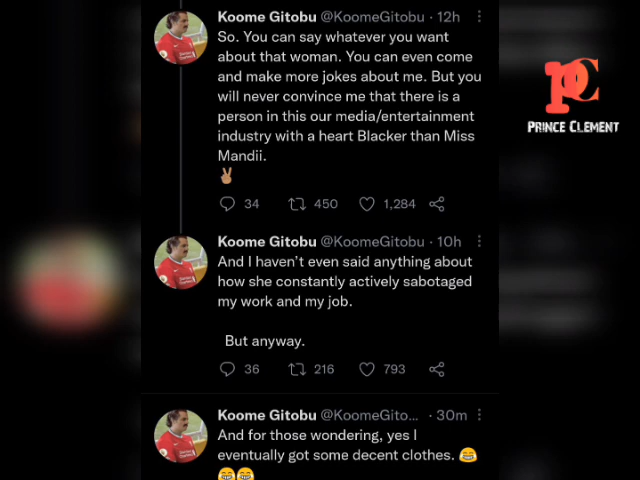 Koome Gitobu @KoomeGitobu · 12h
So. You can say whatever you want
about that woman. You can even come
and make more jokes about me. But you
will never convince me that there is a
person in this our media/entertainment
industry with a heart Blacker than Miss
Mandii.
✌🏽
34 450 1,284
PC
PRINCE CLEMENT
Koome Gitobu @KoomeGitobu · 10h
And I haven't even said anything about
how she constantly actively sabotaged
my work and my job.
But anyway.
36 216 793
Koome Gitobu @KoomeGito... · 30m
And for those wondering, yes I
eventually got some decent clothes. 😂
😂😂